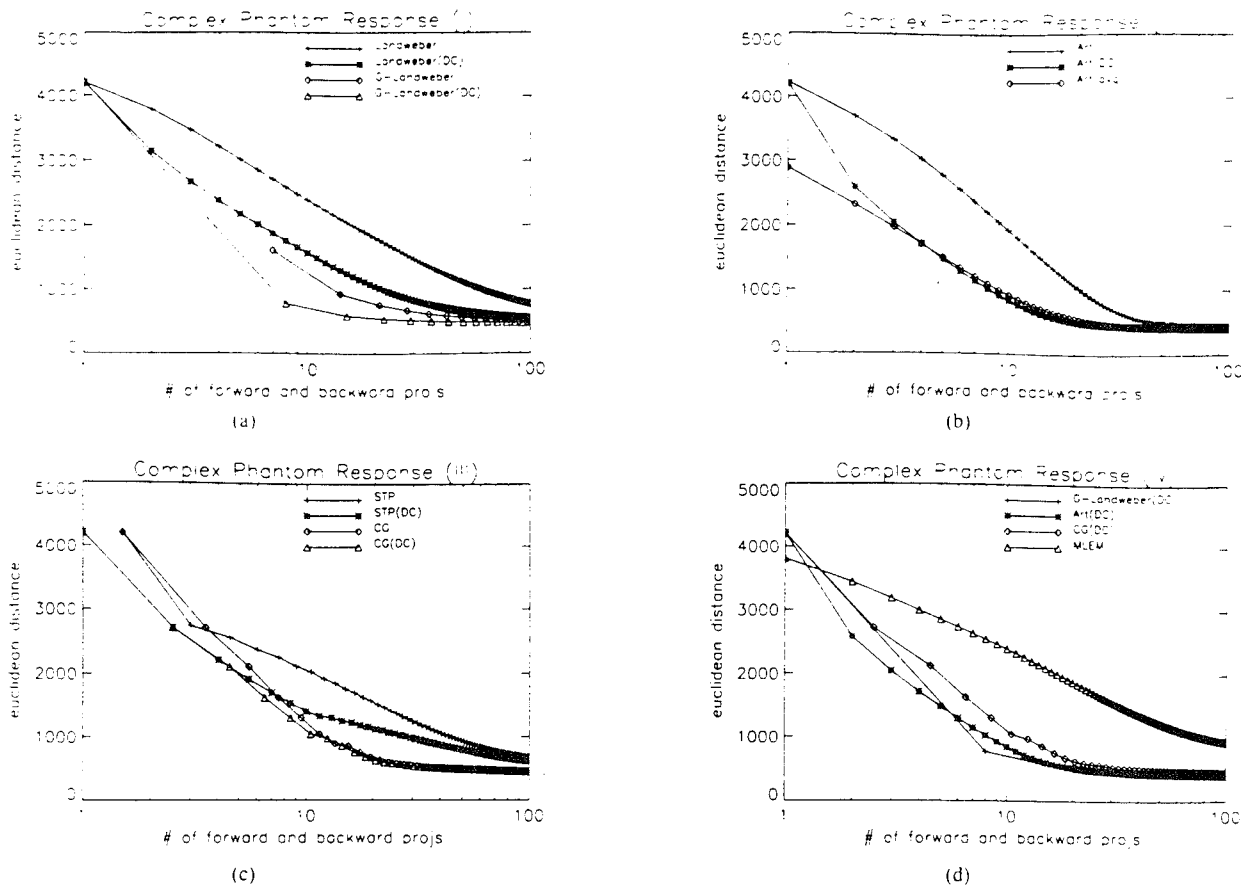 Complex Phantom Response
5000
4000
3000
2000
1000
0
1
10
100
euclidean distance
# of forward and backward projs
Landweber
Landweber(DC)
G-Landweber
G-Landweber(DC)
(a)
Complex Phantom Response
5000
4000
3000
2000
1000
0
1
10
100
euclidean distance
# of forward and backward projs
Art
Art(DC)
(b)
Complex Phantom Response (III)
5000
4000
3000
2000
1000
0
1
10
100
euclidean distance
# of forward and backward projs
STP
STP(DC)
CG
CG(DC)
(c)
Complex Phantom Response
5000
4000
3000
2000
1000
0
1
10
100
euclidean distance
# of forward and backward projs
G-Landweber(DC
Art(DC)
CG(DC)
MLEM
(d)